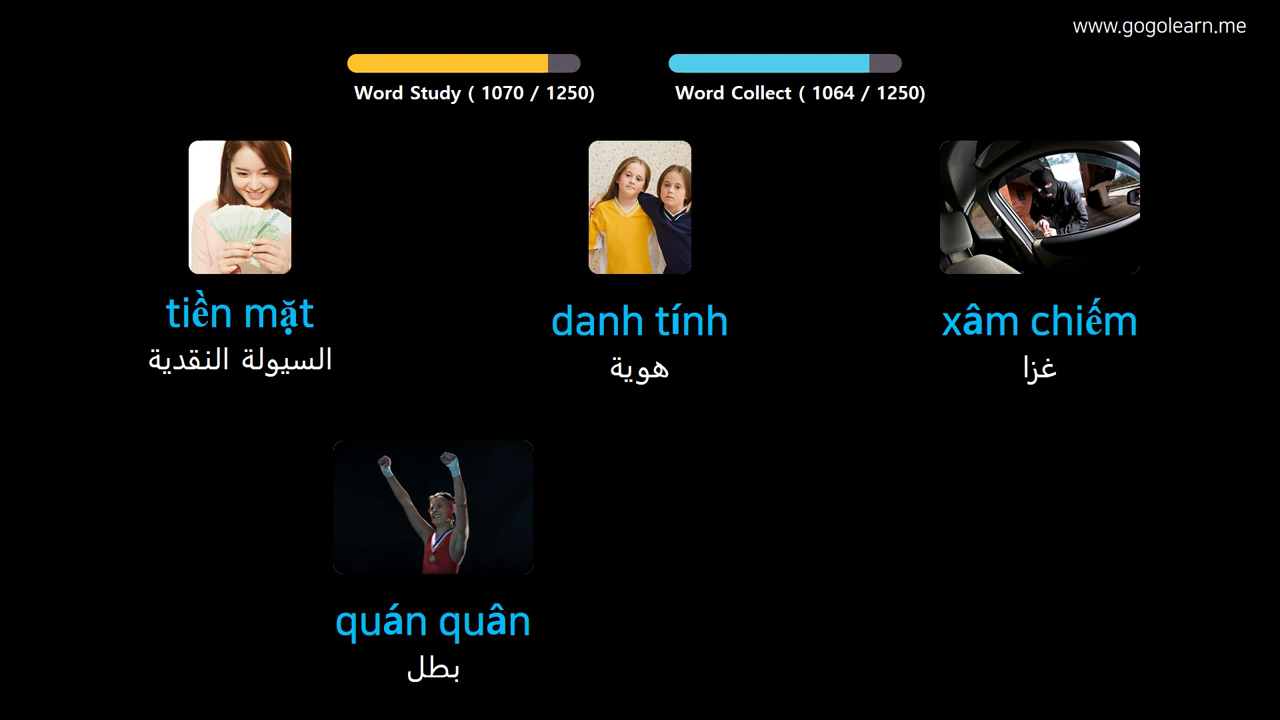 www.gogolearn.me
Word Study ( 1070 / 1250)
Word Collect ( 1064 / 1250)
tiền mặt
السيولة النقدية
danh tính
هوية
xâm chiếm
غزا
quán quân
بطل